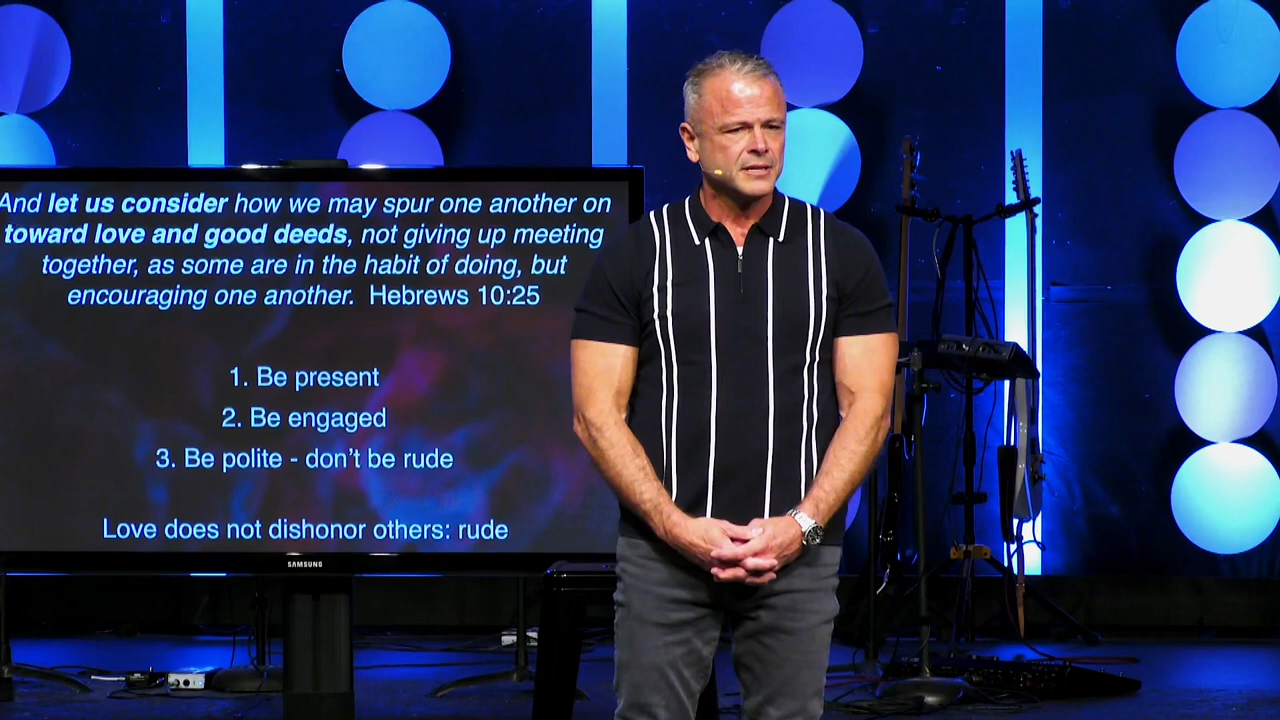 And let us consider how we may spur one another on
toward love and good deeds, not giving up meeting
together, as some are in the habit of doing, but
encouraging one another. Hebrews 10:25
1. Be present
2. Be engaged
3. Be polite - don't be rude
Love does not dishonor others: rude
SAMSUNG